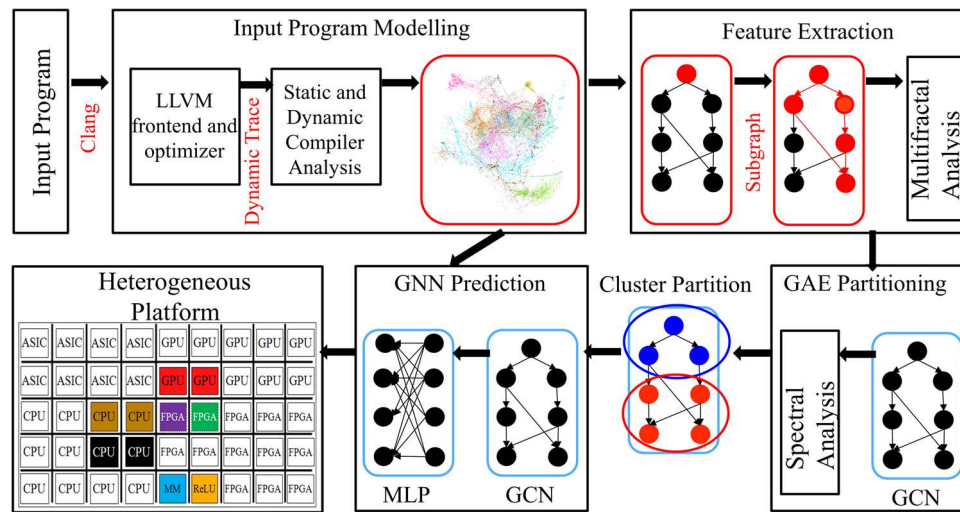 Input Program
Clang
Input Program Modelling
LLVM
frontend and
optimizer
Dynamic Trace
Static and
Dynamic
Compiler
Analysis
Feature Extraction
Subgraph
Multifractal
Analysis
Heterogeneous
Platform
ASIC ASIC ASIC ASIC GPU GPU GPU GPU GPU
ASIC ASIC ASIC ASIC GPU GPU GPU GPU GPU
CPU CPU CPU CPU FPGA FPGA FPGA FPGA FPGA
CPU CPU CPU CPU FPGA FPGA FPGA FPGA FPGA
CPU CPU CPU CPU MM ReLU FPGA FPGA FPGA
GNN Prediction
MLP
GCN
Cluster Partition
GAE Partitioning
Spectral
Analysis
GCN